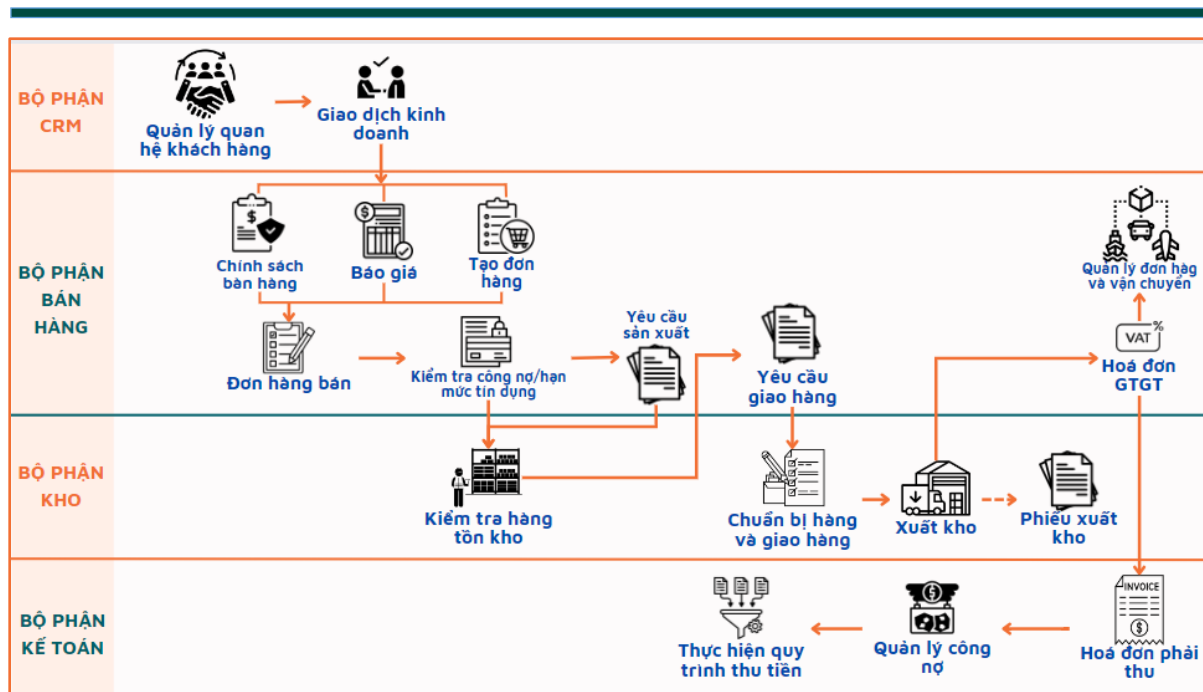 BỘ PHẬN
CRM
Quản lý quan
hệ khách hàng
Giao dịch kinh
doanh
BỘ PHẬN
BÁN
HÀNG
$
Chính sách
bàn hàng
$
Báo giá
Tạo đơn
hàng
Đơn hàng bán
Kiểm tra công nợ/hạn
mức tín dụng
Yêu cầu
sản xuất
Yêu cầu
giao hàng
Quản lý đơn hàg
và vận chuyển
VAT %
Hoá đơn
GTGT
BỘ PHẬN
KHO
Kiểm tra hàng
tồn kho
Chuẩn bị hàng
và giao hàng
Xuất kho
Phiếu xuất
kho
BỘ PHẬN
KẾ TOÁN
Thực hiện quy
trình thu tiền
$
Quản lý công
nợ
INVOICE
$
Hoá đơn phải
thu